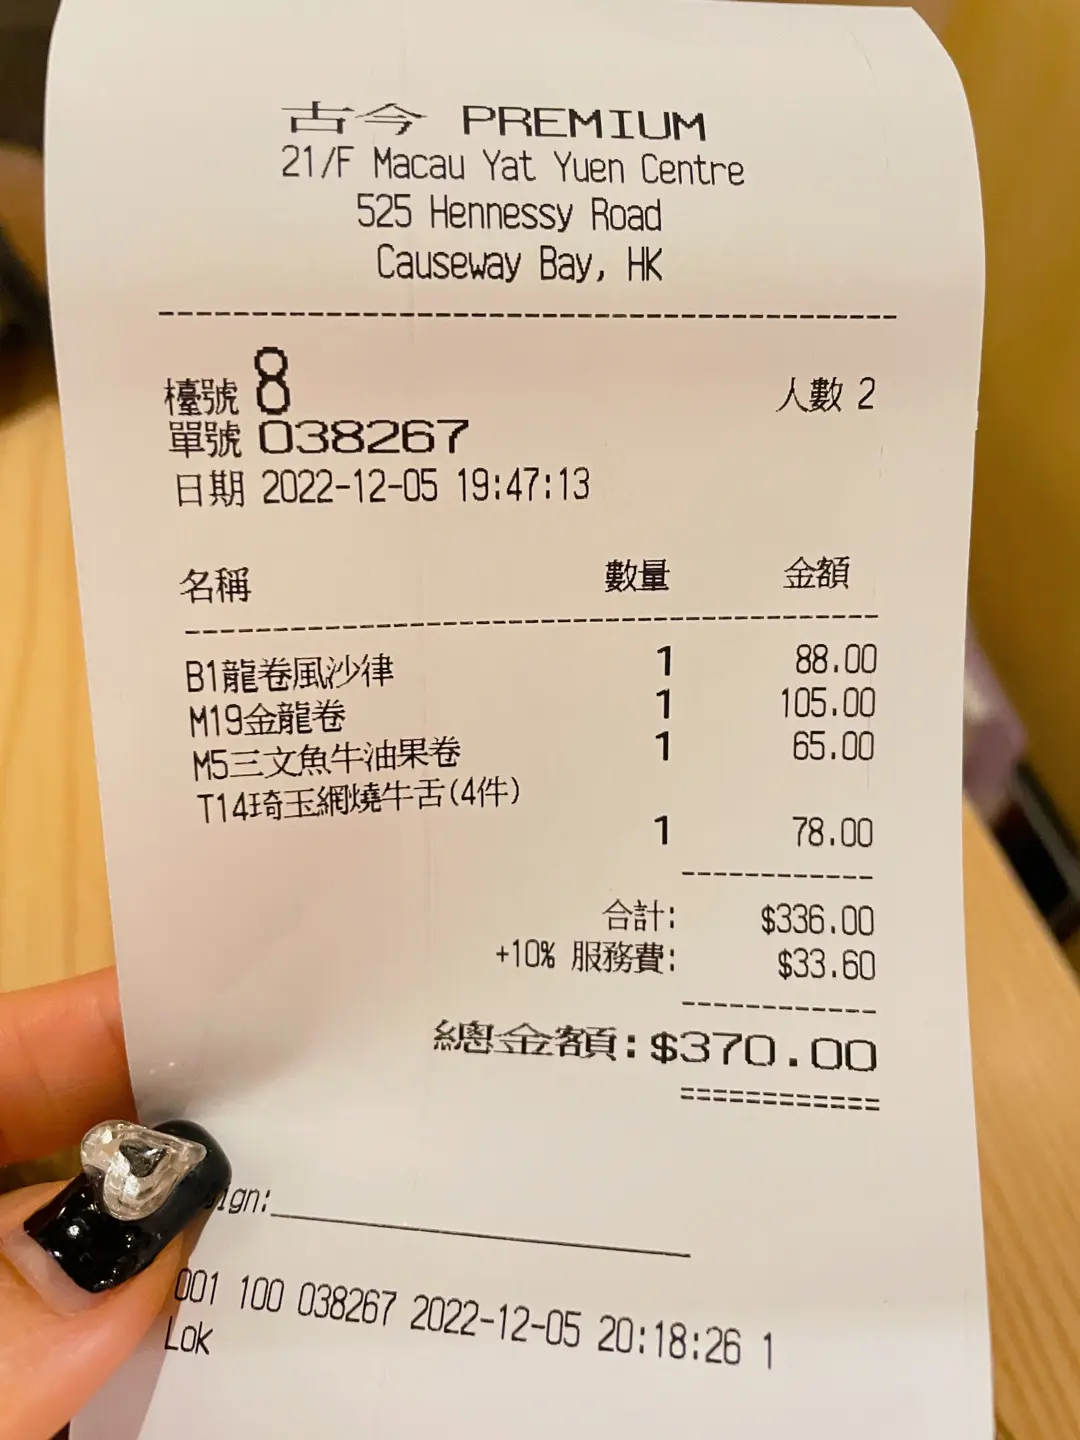 古今 PREMIUM
21/F Macau Yat Yuen Centre
525 Hennessy Road
Causeway Bay, HK
檯號 8 人數 2
單號 038267
日期 2022-12-05 19:47:13
名稱 數量 金額
B1龍卷風沙律 1 88.00
M19金龍卷 1 105.00
M5三文魚牛油果卷 1 65.00
T14琦玉網燒牛舌(4件)
1 78.00
合計: $336.00
+10% 服務費: $33.60
總金額:$370.00
ign:
001 100 038267 2022-12-05 20:18:26 1
Lok